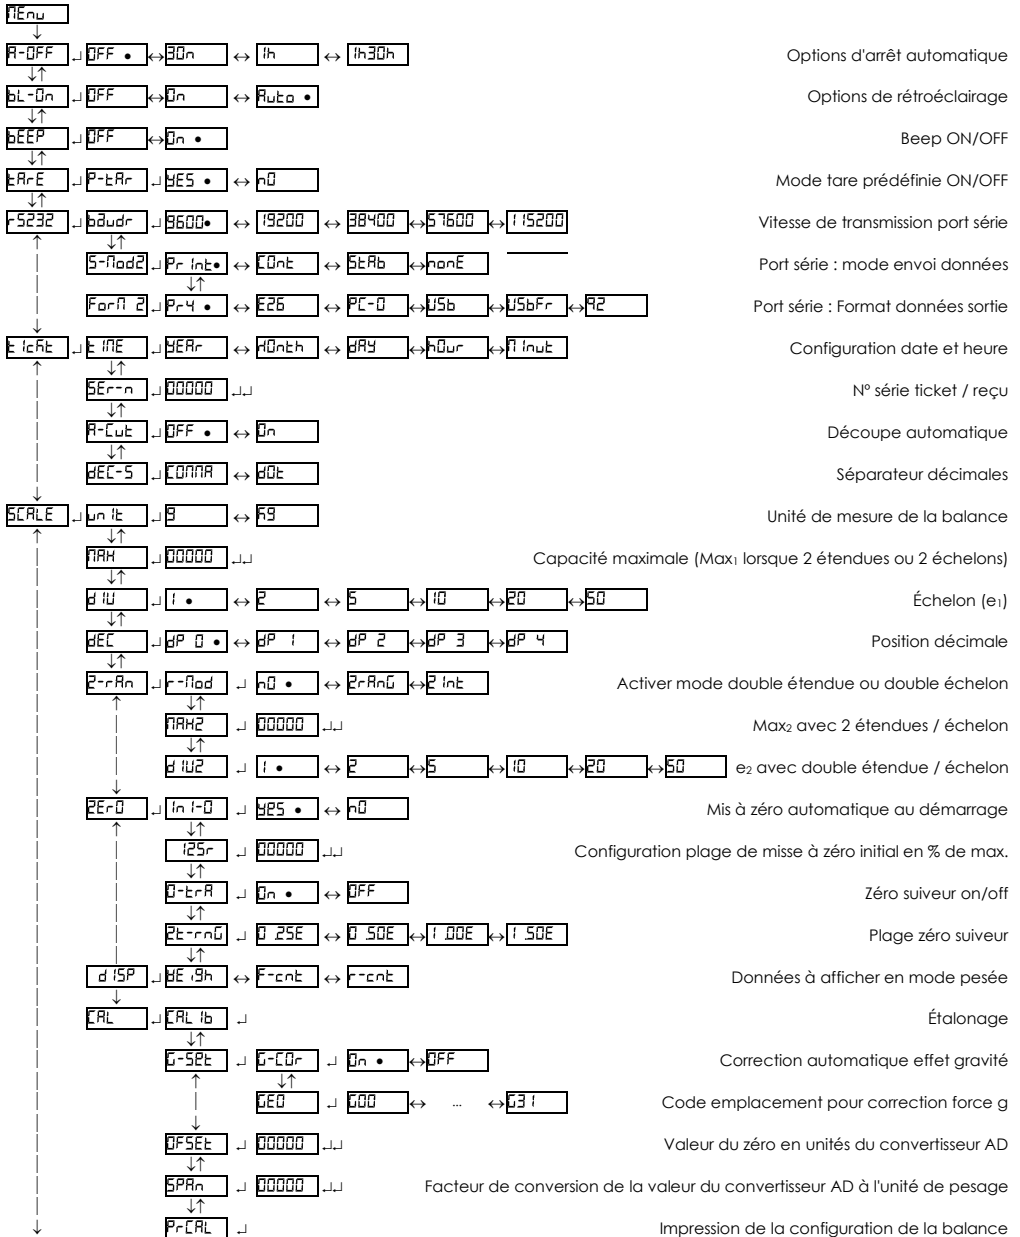 MEnu
A-OFF ↵ OFF • ↔ 30n ↔ 1h ↔ 1h30h Options d'arrêt automatique
bL-On ↵ OFF ↔ On ↔ Auto • Options de rétroéclairage
bEEP ↵ OFF ↔ On • Beep ON/OFF
tArE ↵ P-tAr ↵ YES • ↔ nO Mode tare prédéfinie ON/OFF
rS232 ↵ bAudr ↵ 9600• ↔ 19200 ↔ 38400 ↔ 57600 ↔ 115200 Vitesse de transmission port série
S-Mod2 ↵ Print• ↔ COnt ↔ StAb ↔ nonE Port série : mode envoi données
ForM 2 ↵ Pr4 • ↔ E26 ↔ PC-O ↔ USb ↔ USbFr ↔ A2 Port série : Format données sortie
tickt ↵ tIME ↵ YEAr ↔ MOnth ↔ dAY ↔ hOur ↔ MInut Configuration date et heure
SEr-n ↵ 00000 ↵↵ Nº série ticket / reçu
A-Cut ↵ OFF • ↔ On Découpe automatique
dEC-S ↵ COMMA ↔ dOt Séparateur décimales
SCALE ↵ unit ↵ g ↔ kg Unité de mesure de la balance
MAX ↵ 00000 ↵↵ Capacité maximale (Max₁ lorsque 2 étendues ou 2 échelons)
dIV ↵ 1 • ↔ 2 ↔ 5 ↔ 10 ↔ 20 ↔ 50 Échelon (e₁)
dEC ↵ dP 0 • ↔ dP 1 ↔ dP 2 ↔ dP 3 ↔ dP 4 Position décimale
2-rAn ↵ r-Mod ↵ nO • ↔ 2rAnG ↔ 2Int Activer mode double étendue ou double échelon
MAX2 ↵ 00000 ↵↵ Max₂ avec 2 étendues / échelon
dIV2 ↵ 1 • ↔ 2 ↔ 5 ↔ 10 ↔ 20 ↔ 50 e₂ avec double étendue / échelon
ZErO ↵ InI-0 ↵ YES • ↔ nO Mis à zéro automatique au démarrage
IZSr ↵ 00000 ↵↵ Configuration plage de misse à zéro initial en % de max.
0-trA ↵ On • ↔ OFF Zéro suiveur on/off
Zt-rnG ↵ 0.25E ↔ 0.50E ↔ 1.00E ↔ 1.50E Plage zéro suiveur
dISP ↵ WEigh ↔ F-cnt ↔ r-cnt Données à afficher en mode pesée
CAL ↵ CALIb ↵ Étalonage
G-SEt ↵ G-COr ↵ On • ↔ OFF Correction automatique effet gravité
GEO ↵ G00 ↔ ... ↔ G31 Code emplacement pour correction force g
OFSEt ↵ 00000 ↵↵ Valeur du zéro en unités du convertisseur AD
SPAn ↵ 00000 ↵↵ Facteur de conversion de la valeur du convertisseur AD à l'unité de pesage
PrCAL ↵ Impression de la configuration de la balance